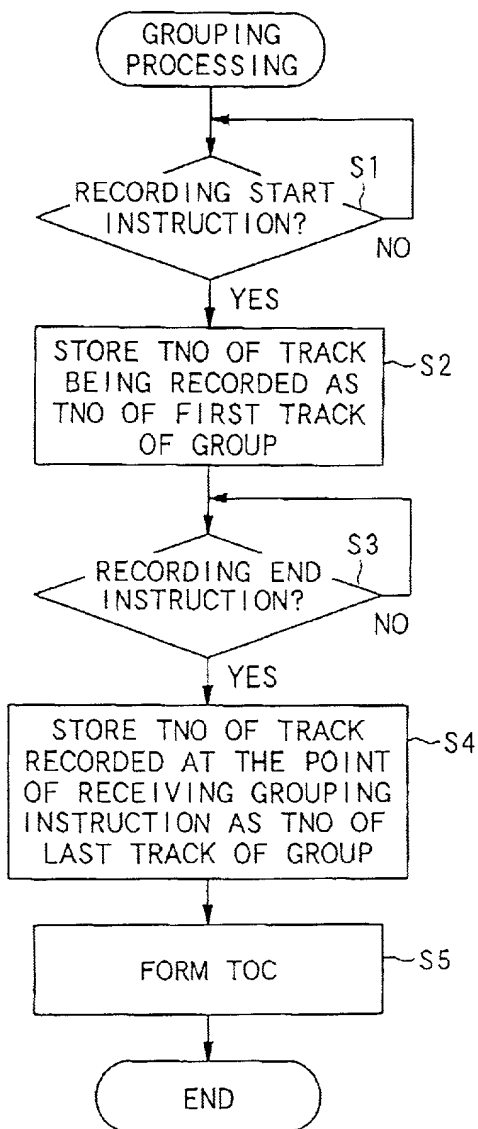 GROUPING
PROCESSING
S1
RECORDING START
INSTRUCTION?
NO
YES
STORE TNO OF TRACK
BEING RECORDED AS
TNO OF FIRST TRACK
OF GROUP
S2
S3
RECORDING END
INSTRUCTION?
NO
YES
STORE TNO OF TRACK
RECORDED AT THE POINT
OF RECEIVING GROUPING
INSTRUCTION AS TNO OF
LAST TRACK OF GROUP
S4
FORM TOC
S5
END